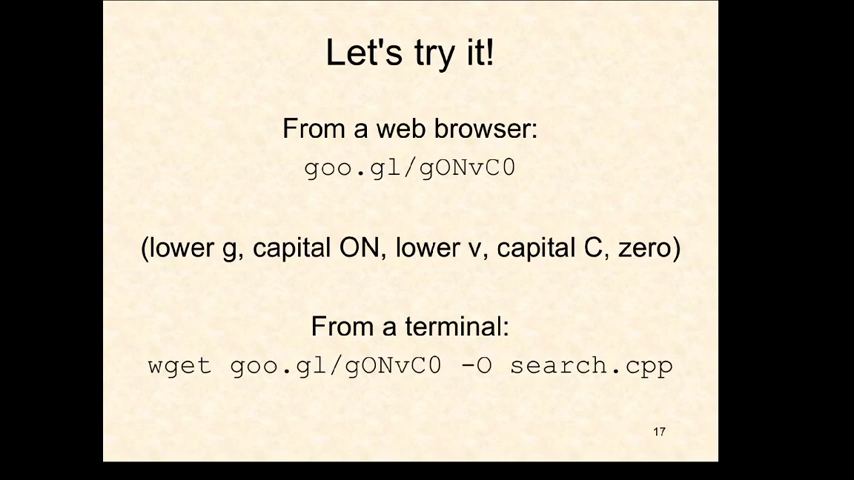 Let's try it!
From a web browser:
goo.gl/gONvC0
(lower g, capital ON, lower v, capital C, zero)
From a terminal:
wget goo.gl/gONvC0 -O search.cpp
17